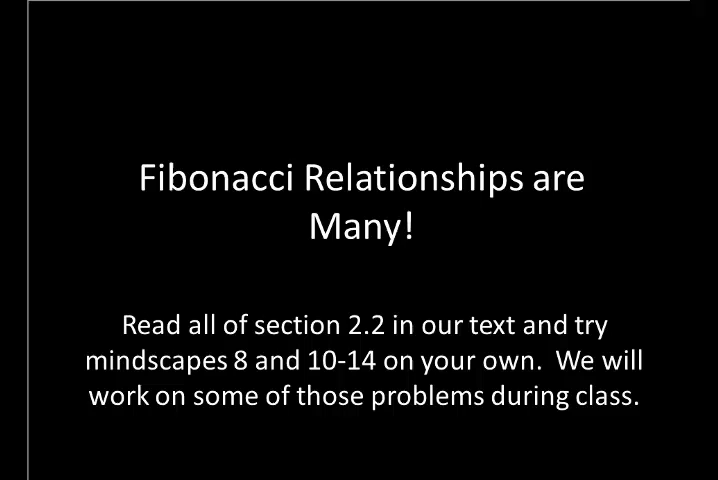 Fibonacci Relationships are
Many!
Read all of section 2.2 in our text and try
mindscapes 8 and 10-14 on your own.  We will
work on some of those problems during class.